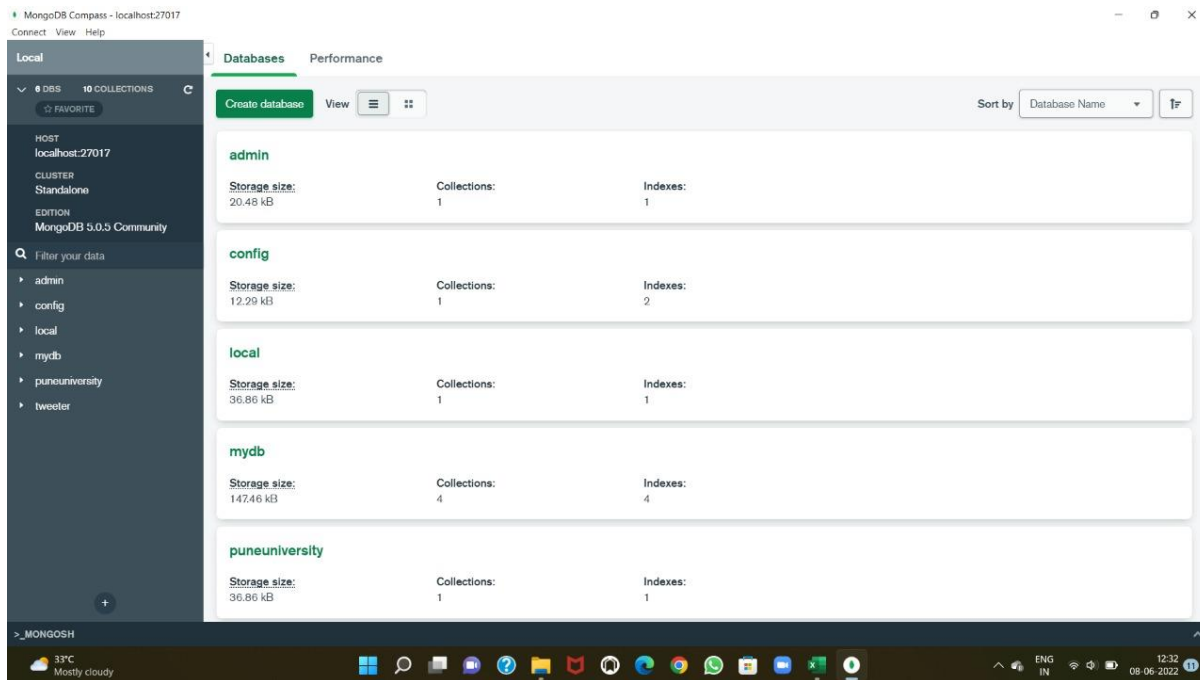 MongoDB Compass - localhost:27017
Connect View Help
Local
6 DBS 10 COLLECTIONS
FAVORITE
HOST
localhost:27017
CLUSTER
Standalone
EDITION
MongoDB 5.0.5 Community
Filter your data
admin
config
local
mydb
puneuniversity
tweeter
>_MONGOSH
Databases Performance
Create database View Sort by Database Name
admin
Storage size: Collections: Indexes:
20.48 kB 1 1
config
Storage size: Collections: Indexes:
12.29 kB 1 2
local
Storage size: Collections: Indexes:
36.86 kB 1 1
mydb
Storage size: Collections: Indexes:
147.46 kB 4 4
puneuniversity
Storage size: Collections: Indexes:
36.86 kB 1 1
33°C
Mostly cloudy
ENG
IN
12:32
08-06-2022
11